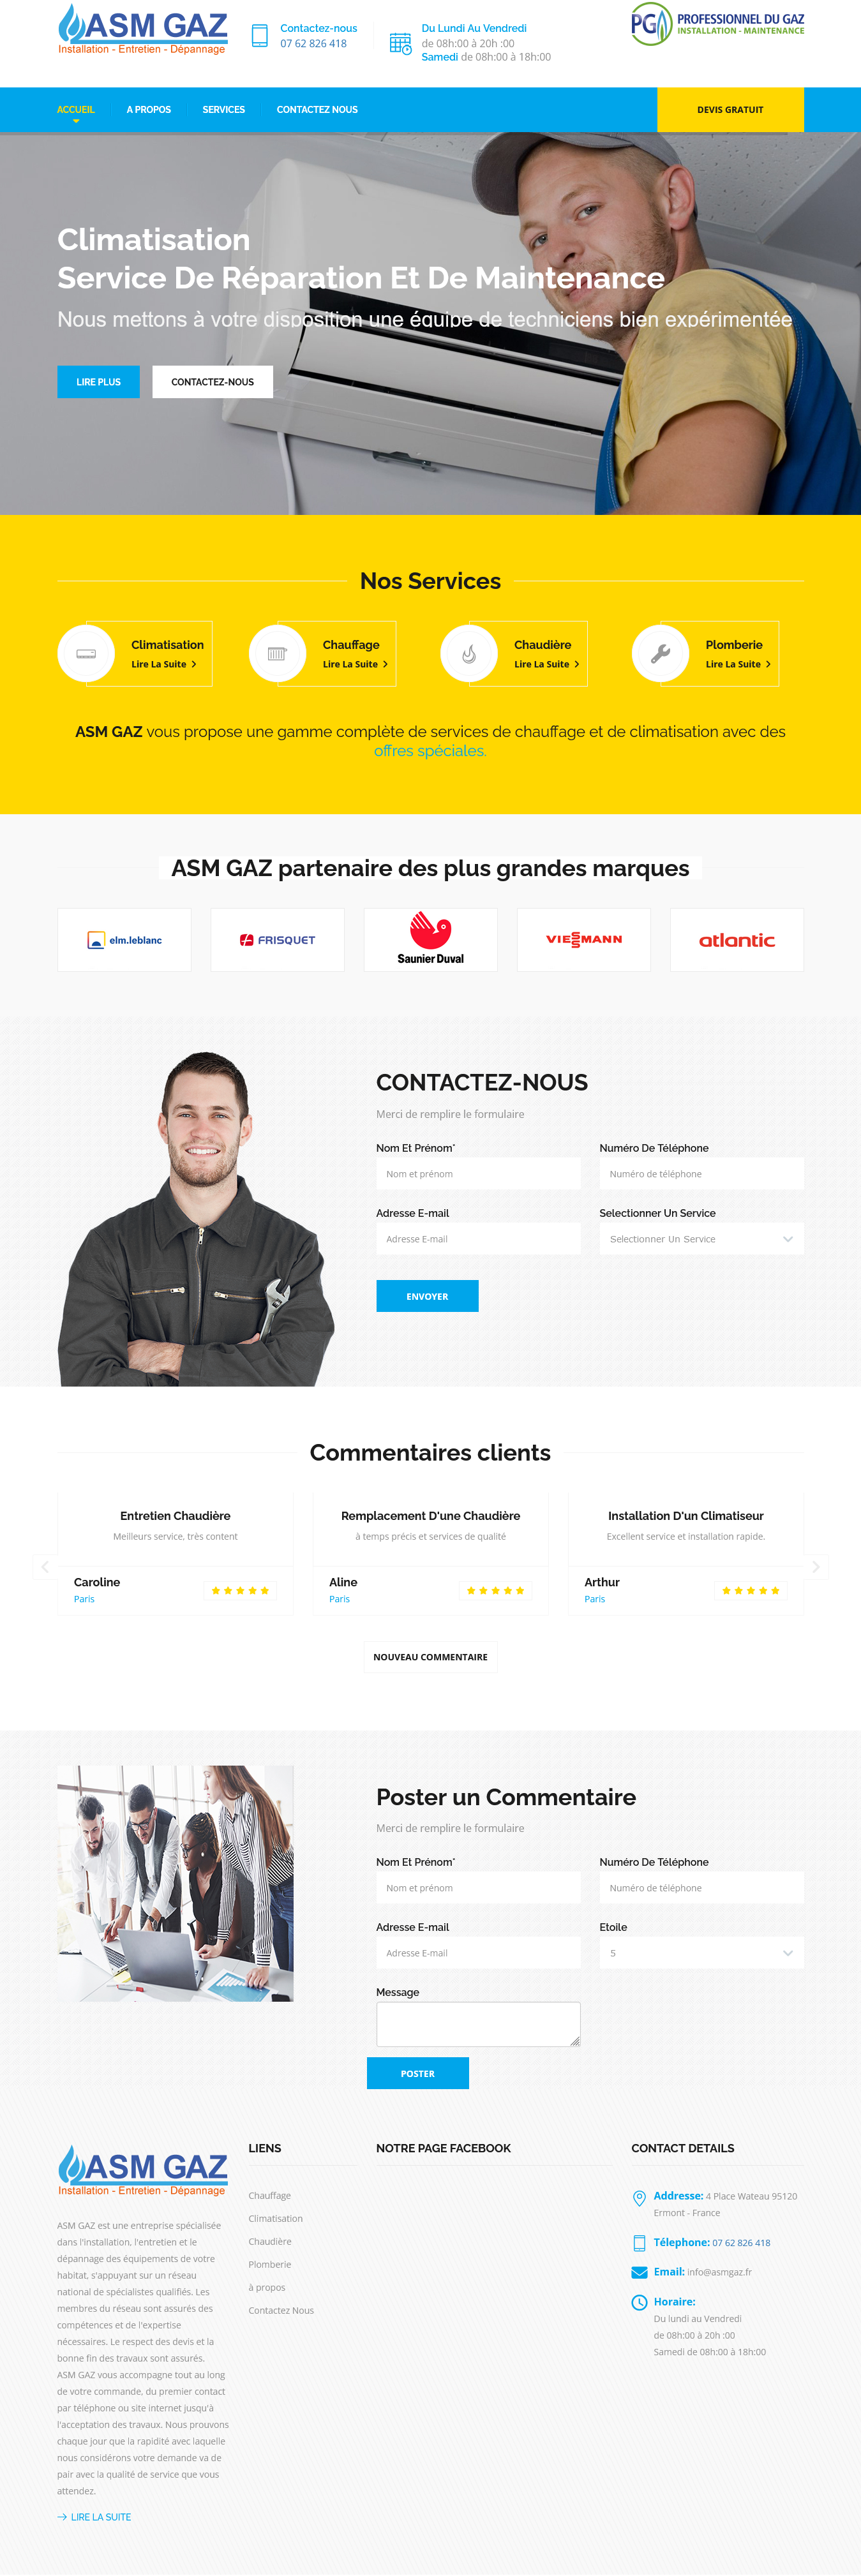 ASM GAZ
Installation - Entretien - Dépannage
Contactez-nous
07 62 826 418
Du Lundi Au Vendredi
de 08h:00 à 20h :00
Samedi de 08h:00 à 18h:00
PG
PROFESSIONNEL DU GAZ
INSTALLATION - MAINTENANCE
ACCUEIL
A PROPOS
SERVICES
CONTACTEZ NOUS
DEVIS GRATUIT
Climatisation
Service De Réparation Et De Maintenance
Nous mettons à votre disposition une équipe de techniciens bien expérimentée
LIRE PLUS
CONTACTEZ-NOUS
Nos Services
Climatisation
Lire La Suite
Chauffage
Lire La Suite
Chaudière
Lire La Suite
Plomberie
Lire La Suite
ASM GAZ vous propose une gamme complète de services de chauffage et de climatisation avec des
offres spéciales.
ASM GAZ partenaire des plus grandes marques
elm.leblanc
FRISQUET
Saunier Duval
VIESSMANN
atlantic
CONTACTEZ-NOUS
Merci de remplire le formulaire
Nom Et Prénom*
Numéro De Téléphone
Nom et prénom
Numéro de téléphone
Adresse E-mail
Selectionner Un Service
Adresse E-mail
Selectionner Un Service
ENVOYER
Commentaires clients
Entretien Chaudière
Meilleurs service, très content
Caroline
Paris
Remplacement D'une Chaudière
à temps précis et services de qualité
Aline
Paris
Installation D'un Climatiseur
Excellent service et installation rapide.
Arthur
Paris
NOUVEAU COMMENTAIRE
Poster un Commentaire
Merci de remplire le formulaire
Nom Et Prénom*
Numéro De Téléphone
Nom et prénom
Numéro de téléphone
Adresse E-mail
Etoile
Adresse E-mail
5
Message
POSTER
ASM GAZ
Installation - Entretien - Dépannage
ASM GAZ est une entreprise spécialisée
dans l'installation, l'entretien et le
dépannage des équipements de votre
habitat, s'appuyant sur un réseau
national de spécialistes qualifiés. Les
membres du réseau sont assurés des
compétences et de l'expertise
nécessaires. Le respect des devis et la
bonne fin des travaux sont assurés.
ASM GAZ vous accompagne tout au long
de votre commande, du premier contact
par téléphone ou site internet jusqu'à
l'acceptation des travaux. Nous prouvons
chaque jour que la rapidité avec laquelle
nous considérons votre demande va de
pair avec la qualité de service que vous
attendez.
LIRE LA SUITE
LIENS
Chauffage
Climatisation
Chaudière
Plomberie
à propos
Contactez Nous
NOTRE PAGE FACEBOOK
CONTACT DETAILS
Addresse: 4 Place Wateau 95120
Ermont - France
Télephone: 07 62 826 418
Email: info@asmgaz.fr
Horaire:
Du lundi au Vendredi
de 08h:00 à 20h :00
Samedi de 08h:00 à 18h:00